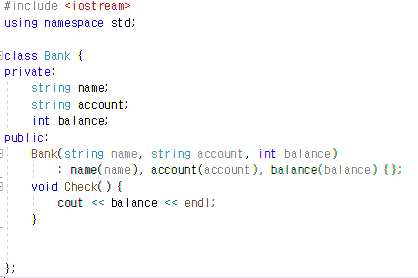 #include <iostream>
using namespace std;
class Bank {
private:
string name;
string account;
int balance;
public:
Bank(string name, string account, int balance)
: name(name), account(account), balance(balance) {};
void Check() {
cout << balance << endl;
}
};